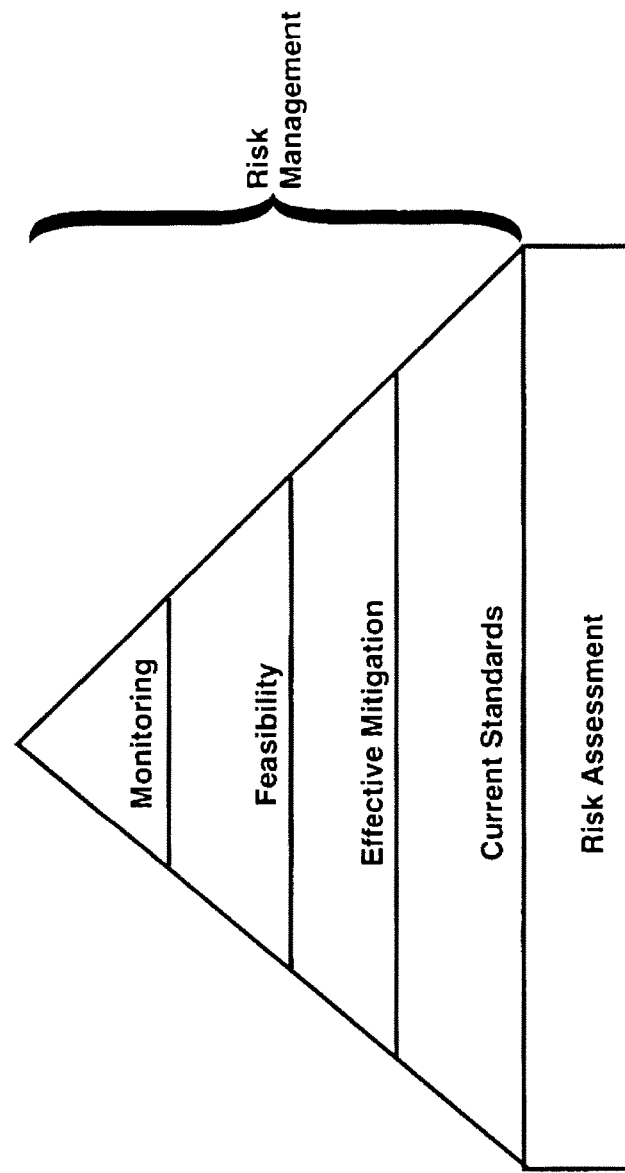 Risk
Management
Monitoring
Feasibility
Effective Mitigation
Current Standards
Risk Assessment